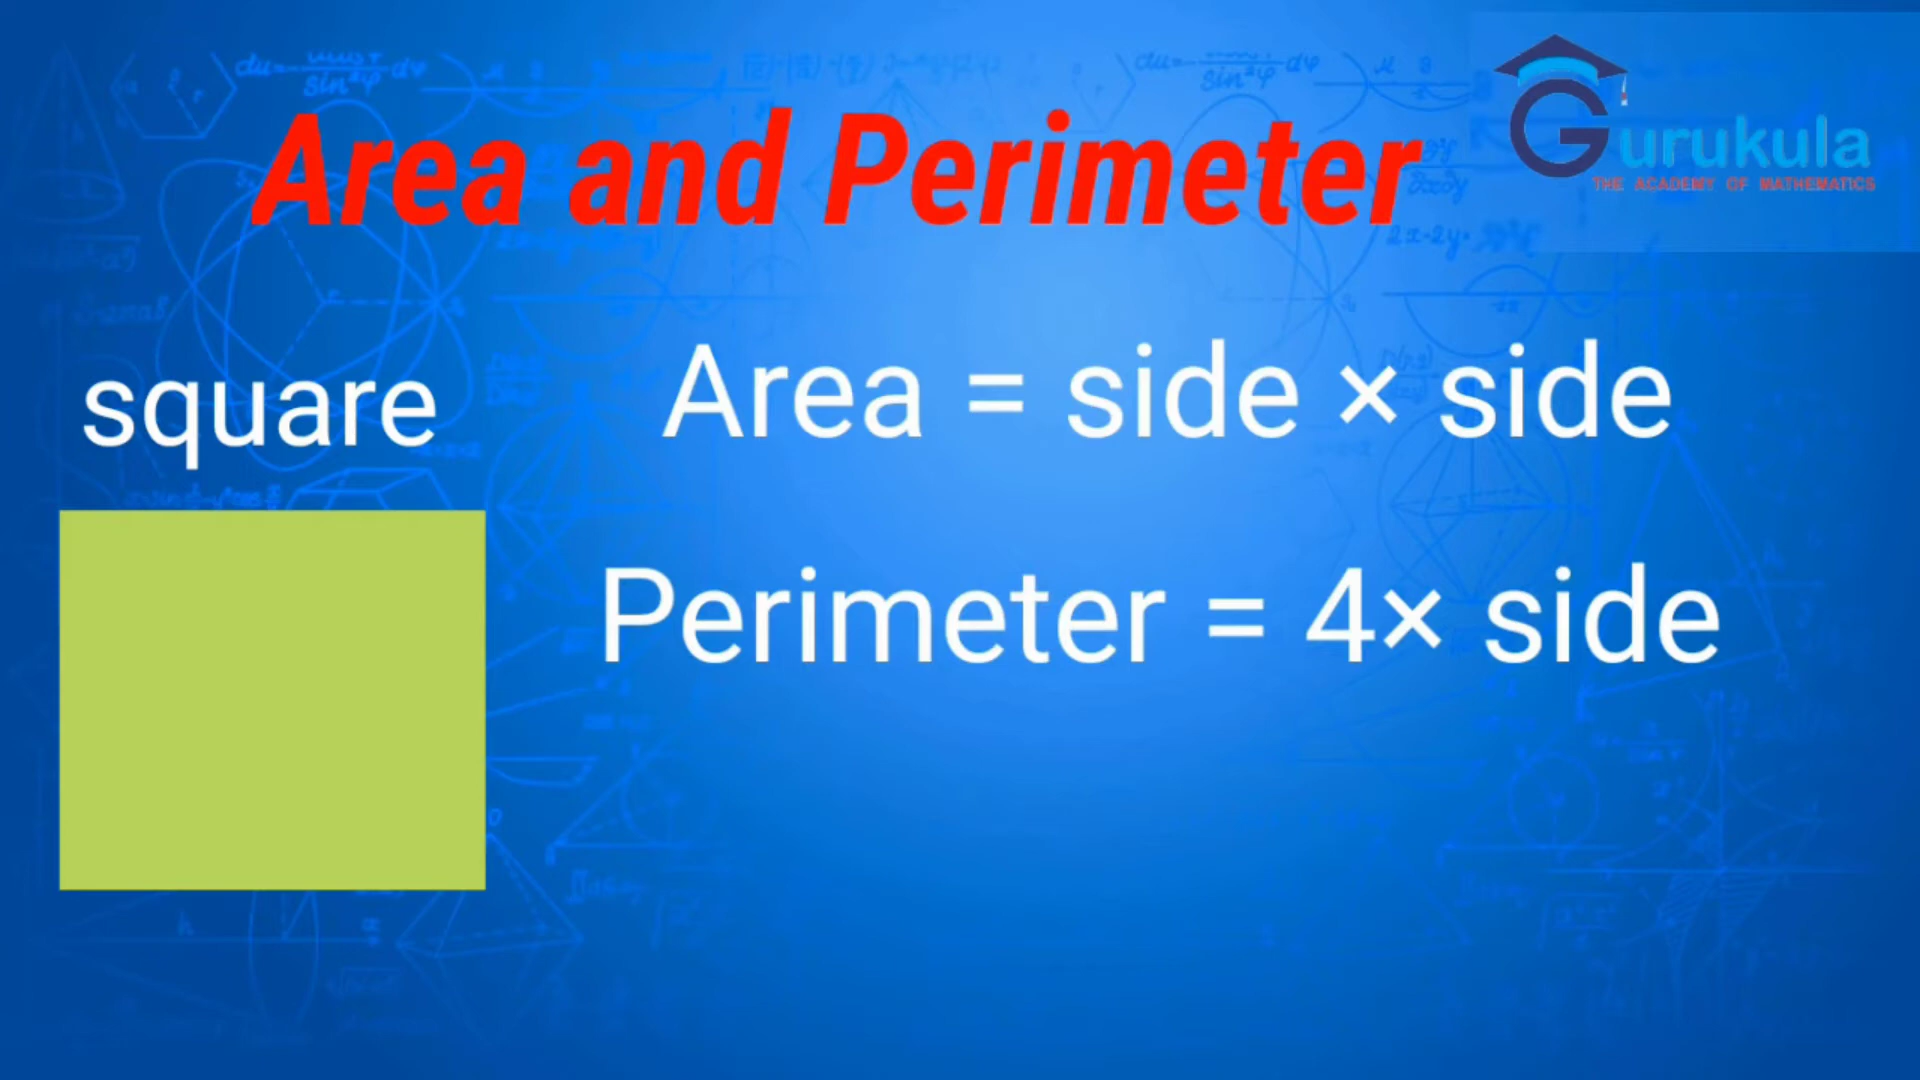 Area and Perimeter
Gurukula
THE ACADEMY OF MATHEMATICS
square
Area = side × side
Perimeter = 4× side